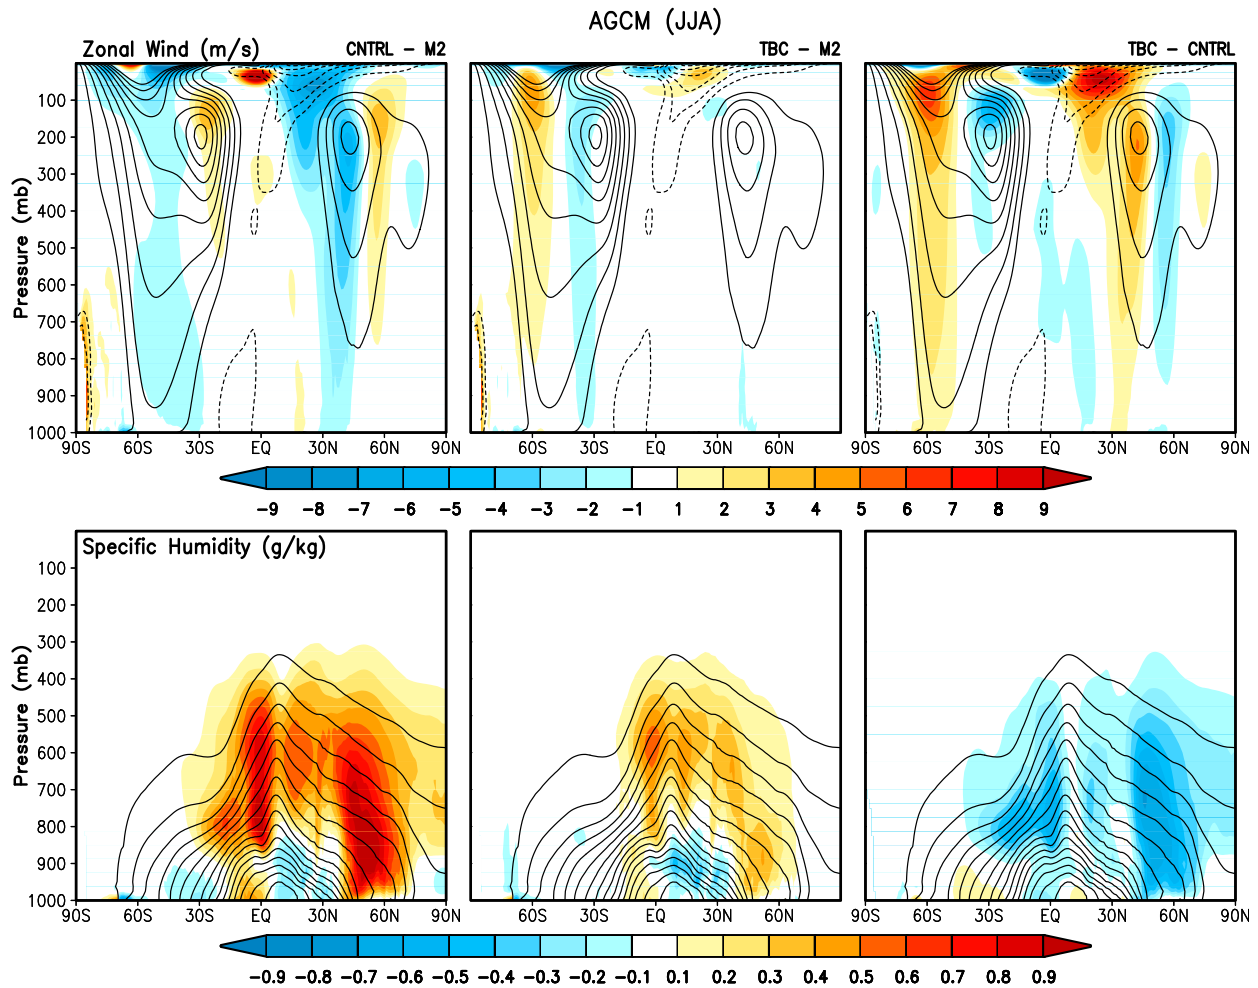 AGCM (JJA)
Zonal Wind (m/s) CNTRL − M2 TBC − M2 TBC − CNTRL
Pressure (mb)
100
200
300
400
500
600
700
800
900
1000
90S 60S 30S EQ 30N 60N 90N 60S 30S EQ 30N 60N 90S 60S 30S EQ 30N 60N 90N
−9 −8 −7 −6 −5 −4 −3 −2 −1 1 2 3 4 5 6 7 8 9
Specific Humidity (g/kg)
Pressure (mb)
100
200
300
400
500
600
700
800
900
1000
90S 60S 30S EQ 30N 60N 90N 60S 30S EQ 30N 60N 90S 60S 30S EQ 30N 60N 90N
−0.9 −0.8 −0.7 −0.6 −0.5 −0.4 −0.3 −0.2 −0.1 0.1 0.2 0.3 0.4 0.5 0.6 0.7 0.8 0.9